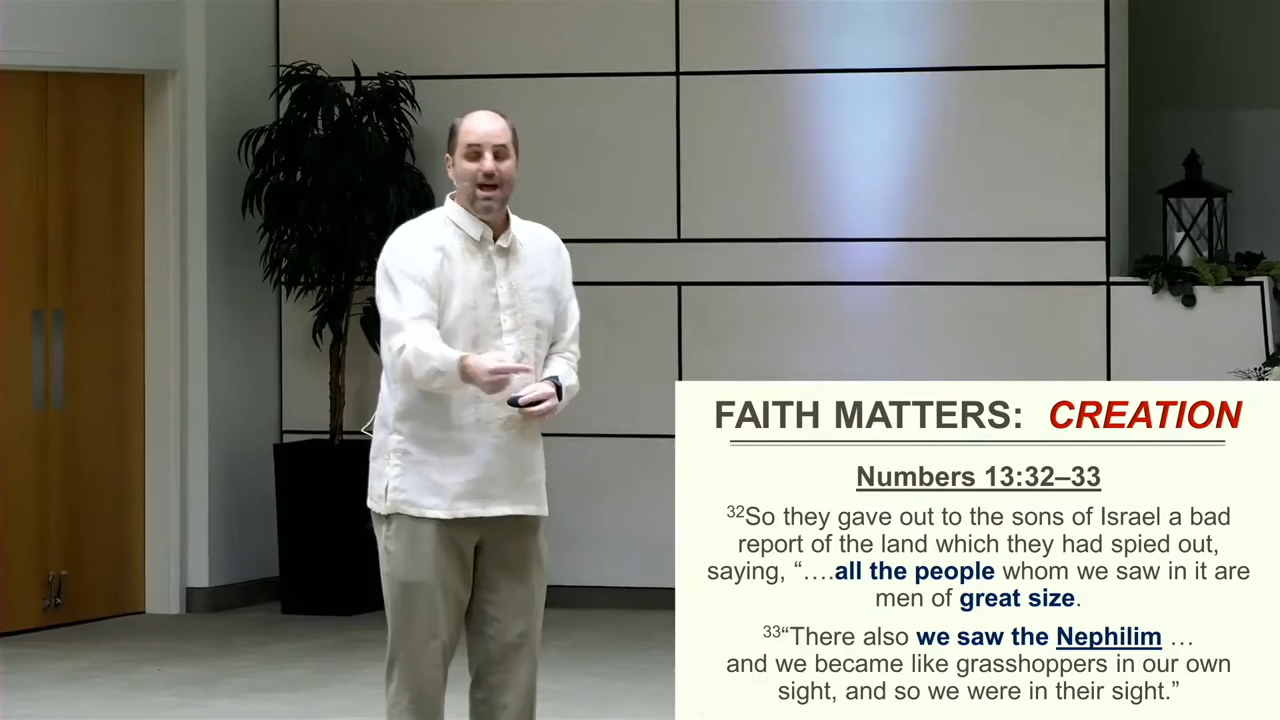 FAITH MATTERS: CREATION
Numbers 13:32–33
32So they gave out to the sons of Israel a bad
report of the land which they had spied out,
saying, “….all the people whom we saw in it are
men of great size.
33“There also we saw the Nephilim …
and we became like grasshoppers in our own
sight, and so we were in their sight.”